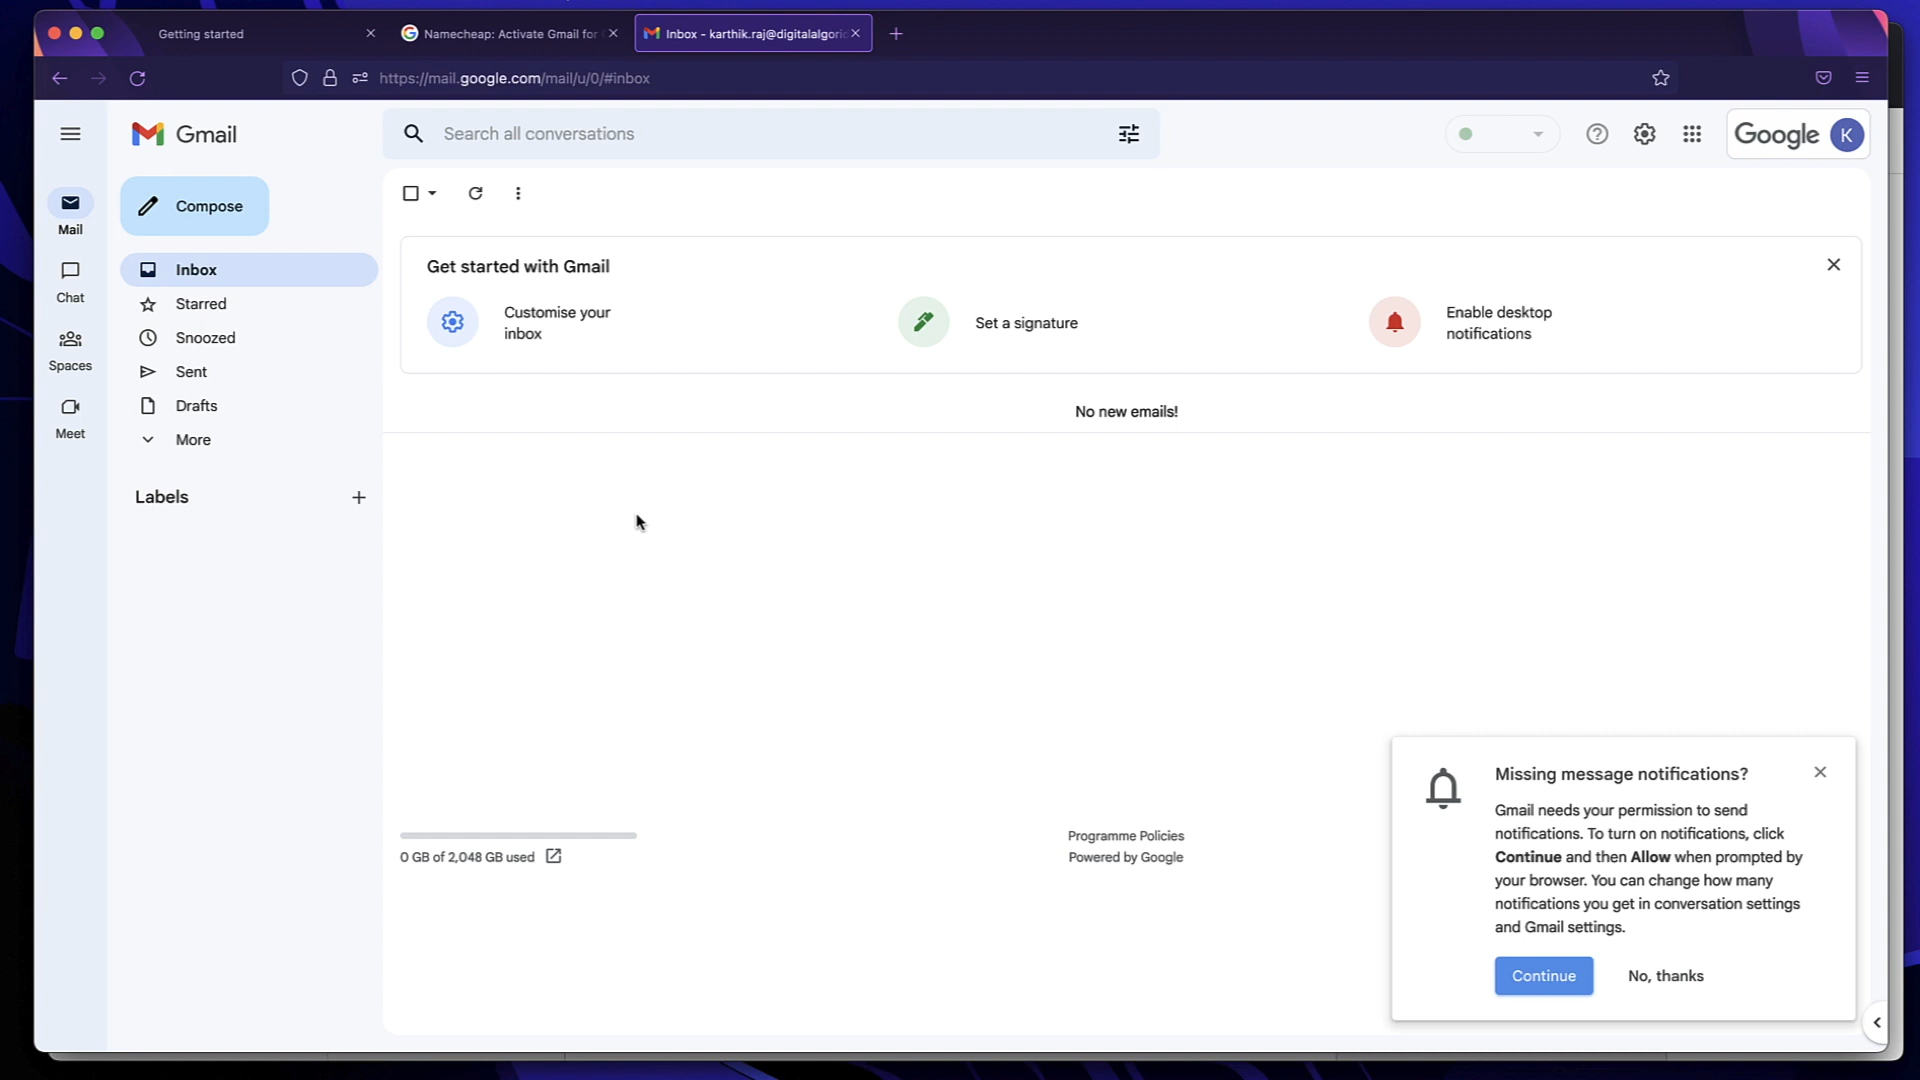 Getting started
Namecheap: Activate Gmail for
Inbox - karthik.raj@digitalalgori
https://mail.google.com/mail/u/0/#inbox
Gmail
Search all conversations
Google K
Mail
Compose
Get started with Gmail
Inbox
Chat
Starred
Customise your
inbox
Set a signature
Enable desktop
notifications
Snoozed
Spaces
Sent
Drafts
No new emails!
Meet
More
Labels
Missing message notifications?
Gmail needs your permission to send
notifications. To turn on notifications, click
Continue and then Allow when prompted by
your browser. You can change how many
notifications you get in conversation settings
and Gmail settings.
Continue
No, thanks
0 GB of 2,048 GB used
Programme Policies
Powered by Google